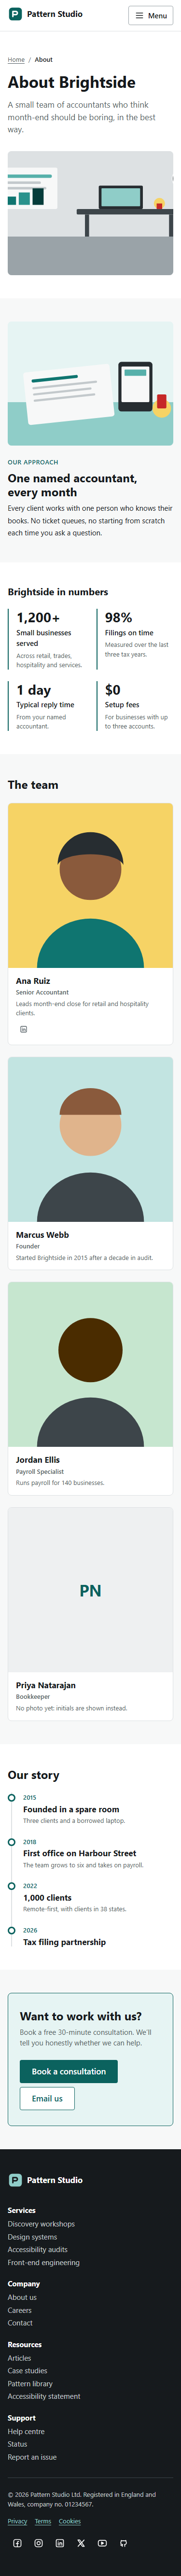 Pattern Studio
Menu
Home / About
About Brightside
A small team of accountants who think
month-end should be boring, in the best
way.
OUR APPROACH
One named accountant,
every month
Every client works with one person who knows their
books. No ticket queues, no starting from scratch
each time you ask a question.
Brightside in numbers
1,200+
Small businesses
served
Across retail, trades,
hospitality and services.
98%
Filings on time
Measured over the last
three tax years.
1 day
Typical reply time
From your named
accountant.
$0
Setup fees
For businesses with up
to three accounts.
The team
Ana Ruiz
Senior Accountant
Leads month-end close for retail and hospitality
clients.
Marcus Webb
Founder
Started Brightside in 2015 after a decade in audit.
Jordan Ellis
Payroll Specialist
Runs payroll for 140 businesses.
PN
Priya Natarajan
Bookkeeper
No photo yet: initials are shown instead.
Our story
2015
Founded in a spare room
Three clients and a borrowed laptop.
2018
First office on Harbour Street
The team grows to six and takes on payroll.
2022
1,000 clients
Remote-first, with clients in 38 states.
2026
Tax filing partnership
Want to work with us?
Book a free 30-minute consultation. We'll
tell you honestly whether we can help.
Book a consultation
Email us
Pattern Studio
Services
Discovery workshops
Design systems
Accessibility audits
Front-end engineering
Company
About us
Careers
Contact
Resources
Articles
Case studies
Pattern library
Accessibility statement
Support
Help centre
Status
Report an issue
© 2026 Pattern Studio Ltd. Registered in England and
Wales, company no. 01234567.
Privacy Terms Cookies